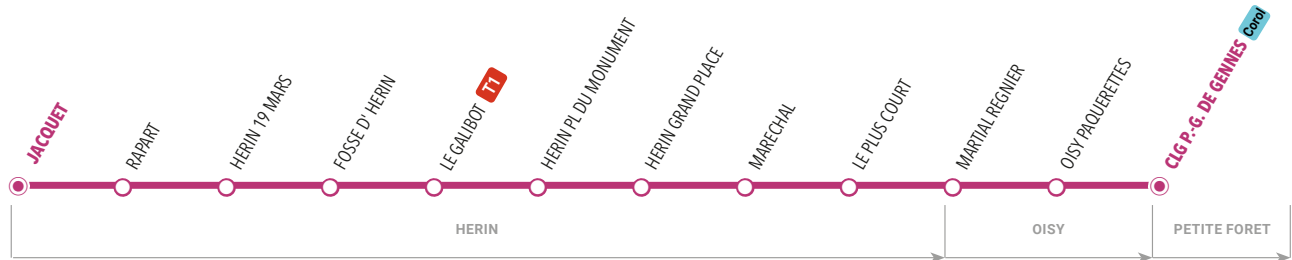 JACQUET
RAPART
HERIN 19 MARS
FOSSE D' HERIN
LE GALIBOT T1
HERIN PL DU MONUMENT
HERIN GRAND PLACE
MARECHAL
LE PLUS COURT
MARTIAL REGNIER
OISY PAQUERETTES
CLG P.-G. DE GENNES Corol
HERIN
OISY
PETITE FORET